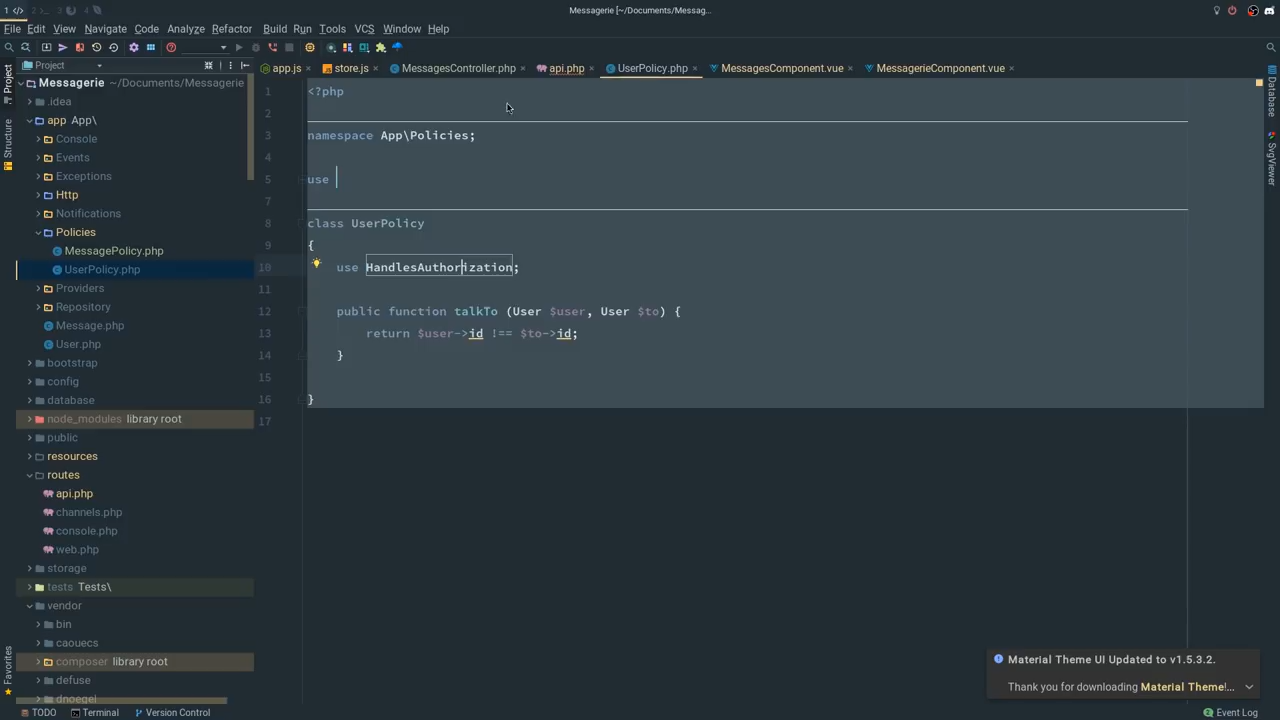 1
2
3
Messagerie [~/Documents/Messag...
File Edit View Navigate Code Analyze Refactor Build Run Tools VCS Window Help
Project
app.js
store.js
MessagesController.php
api.php
UserPolicy.php
MessagesComponent.vue
MessagerieComponent.vue
Project
Structure
Favorites
Messagerie ~/Documents/Messagerie
.idea
app App\
Console
Events
Exceptions
Http
Notifications
Policies
MessagePolicy.php
UserPolicy.php
Providers
Repository
Message.php
User.php
bootstrap
config
database
node_modules library root
public
resources
routes
api.php
channels.php
console.php
web.php
storage
tests Tests\
vendor
bin
caouecs
composer library root
defuse
dnoegel
1 <?php
2
3 namespace App\Policies;
4
5 use
7
8 class UserPolicy
9 {
10 use HandlesAuthorization;
11
12 public function talkTo (User $user, User $to) {
13 return $user->id !== $to->id;
14 }
15
16 }
17
Database
SvgViewer
Material Theme UI Updated to v1.5.3.2.
Thank you for downloading Material Theme!...
TODO Terminal Version Control Event Log